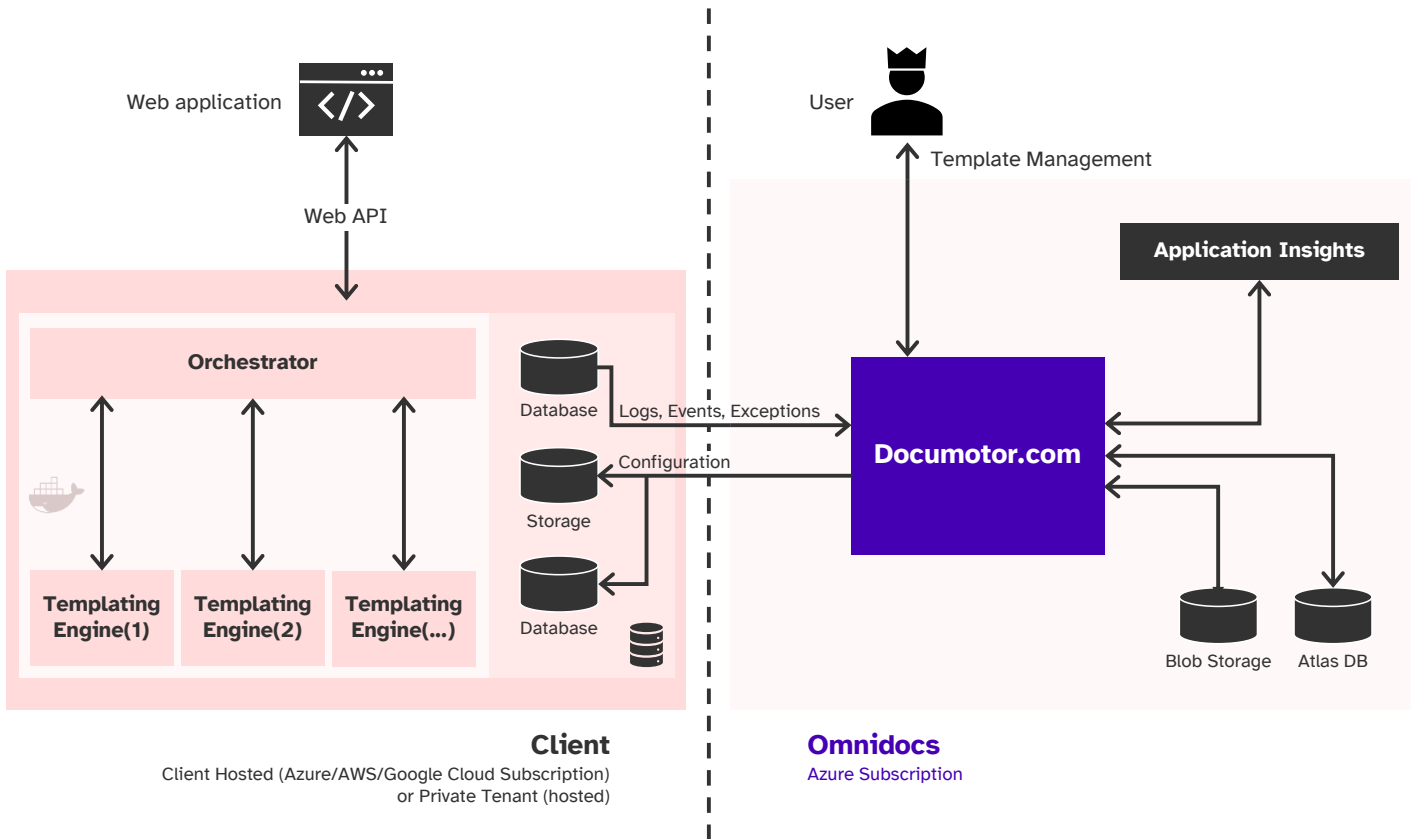 Web application
Web API
Orchestrator
Templating
Engine(1)
Templating
Engine(2)
Templating
Engine(...)
Database
Storage
Database
Logs, Events, Exceptions
Configuration
Client
Client Hosted (Azure/AWS/Google Cloud Subscription)
or Private Tenant (hosted)
User
Template Management
Application Insights
Documotor.com
Blob Storage
Atlas DB
Omnidocs
Azure Subscription